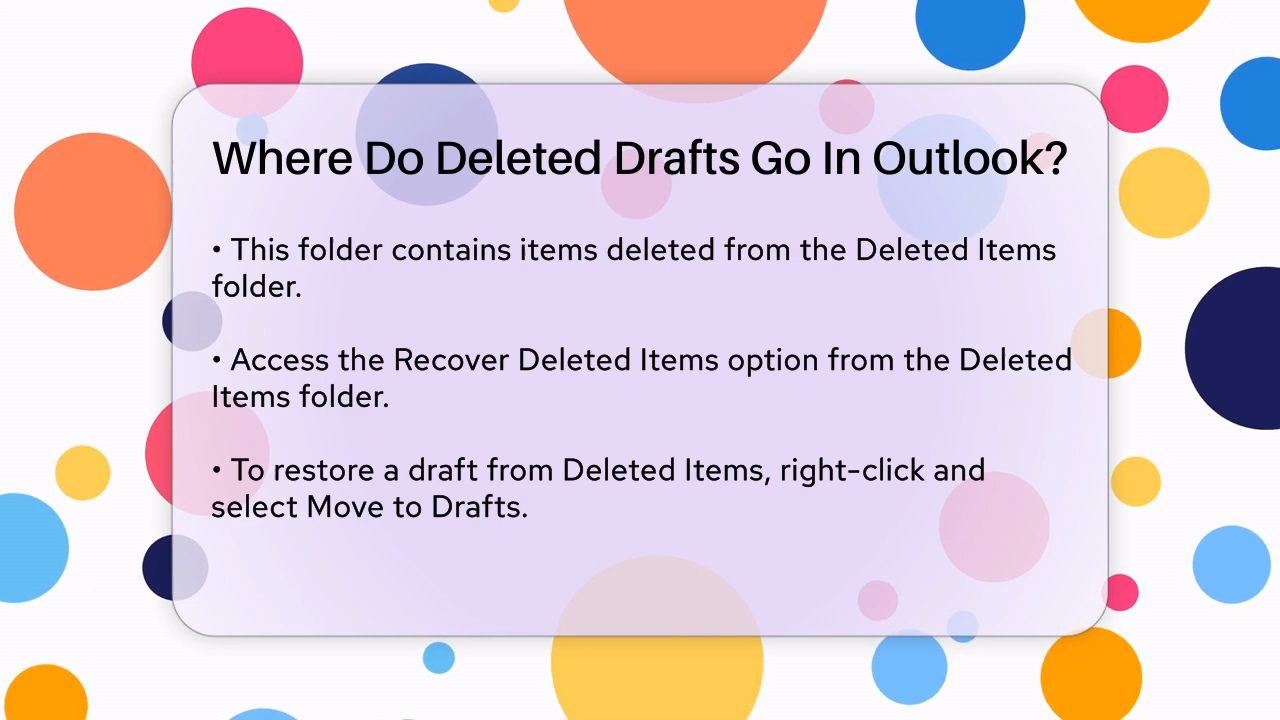 Where Do Deleted Drafts Go In Outlook?
• This folder contains items deleted from the Deleted Items
folder.
• Access the Recover Deleted Items option from the Deleted
Items folder.
• To restore a draft from Deleted Items, right-click and
select Move to Drafts.